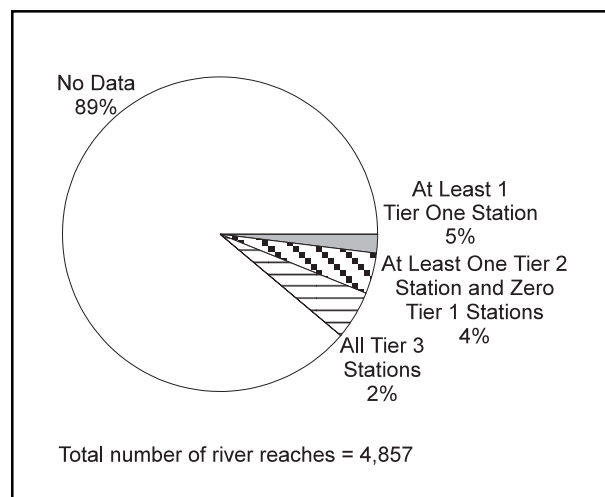 No Data
89%
At Least 1
Tier One Station
5%
At Least One Tier 2
Station and Zero
Tier 1 Stations
4%
All Tier 3
Stations
2%
Total number of river reaches = 4,857